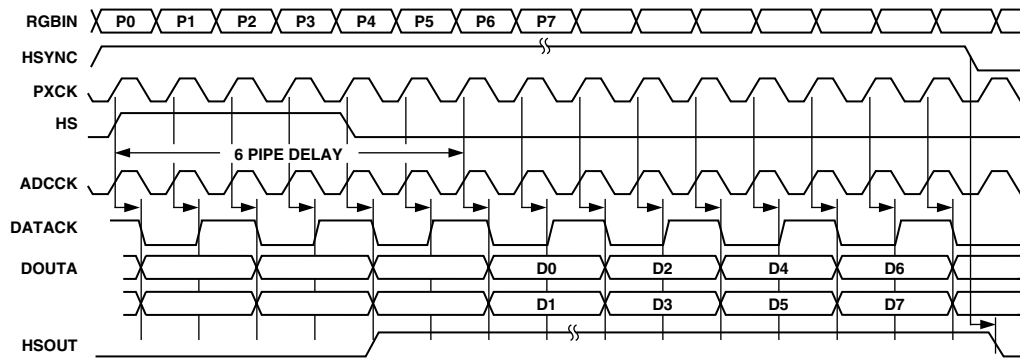 RGBIN P0 P1 P2 P3 P4 P5 P6 P7
HSYNC
PXCK
HS
6 PIPE DELAY
ADCCK
DATACK
DOUTA D0 D2 D4 D6
D1 D3 D5 D7
HSOUT